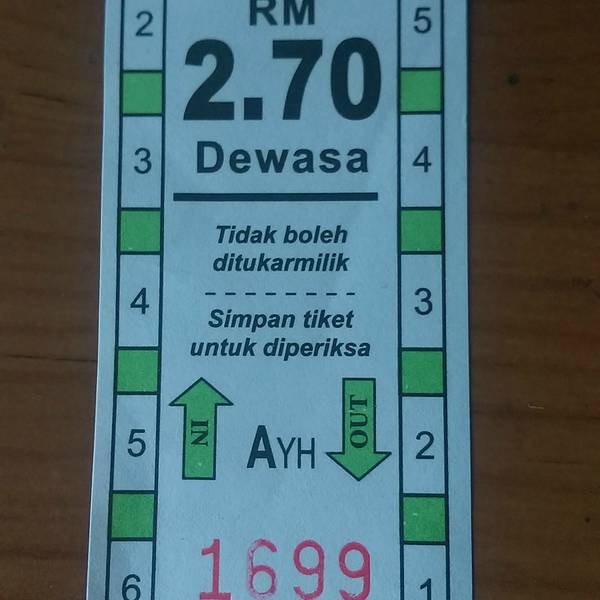 RM
2.70
Dewasa
Tidak boleh
ditukarmilik
Simpan tiket
untuk diperiksa
IN
AYH
OUT
1699
2
3
4
5
6
5
4
3
2
1